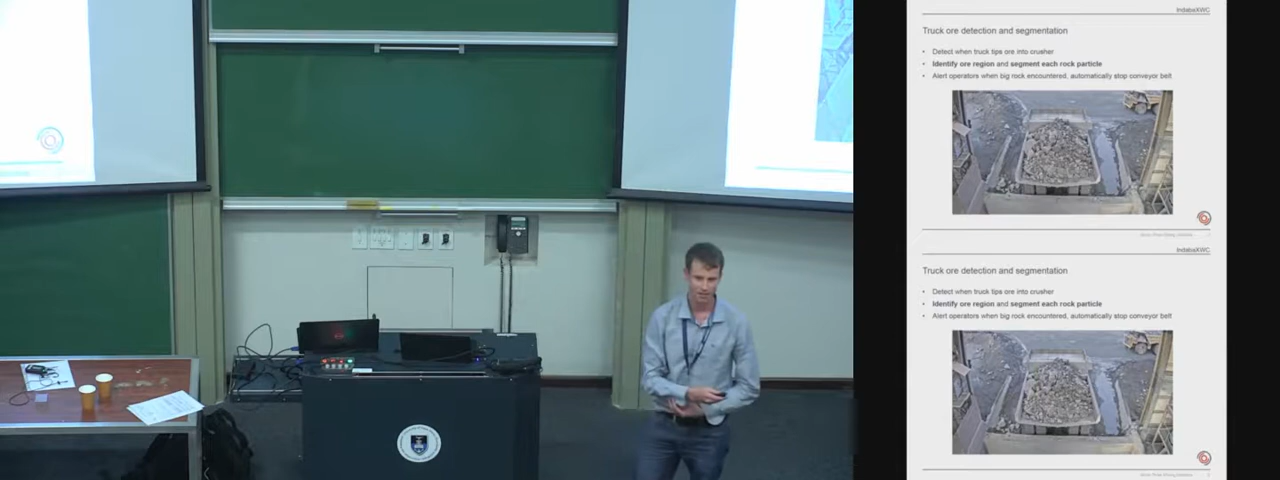 IndabaXWC
Truck ore detection and segmentation
• Detect when truck tips ore into crusher
• Identify ore region and segment each rock particle
• Alert operators when big rock encountered, automatically stop conveyor belt
IndabaXWC
Truck ore detection and segmentation
• Detect when truck tips ore into crusher
• Identify ore region and segment each rock particle
• Alert operators when big rock encountered, automatically stop conveyor belt